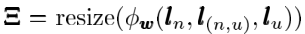 Ξ = resize(ϕ_w(l_n, l_(n,u), l_u))